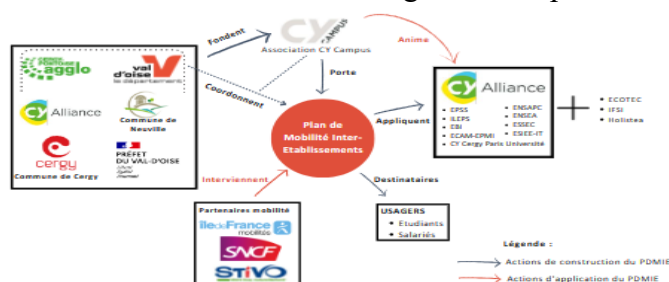 CERGY
PONTOISE
agglo
val
d'oise
le département
CY Alliance
Commune de
Neuville
cergy
Commune de Cergy
PRÉFET
DU VAL-D'OISE
Fondent
Coordonnent
CY CAMPUS
Association CY Campus
Anime
Porte
Plan de
Mobilité Inter-
Etablissements
Appliquent
Interviennent
Destinataires
CY Alliance
EPSS
ILEPS
EBI
ECAM-EPMI
CY Cergy Paris Université
ENSAPC
ENSEA
ESSEC
ESIEE-IT
+
ECOTEC
IFSI
Holistea
Partenaires mobilité
îledeFrance
mobilités
SNCF
STiVO
USAGERS
Etudiants
Salariés
Légende :
Actions de construction du PDMIE
Actions d'application du PDMIE